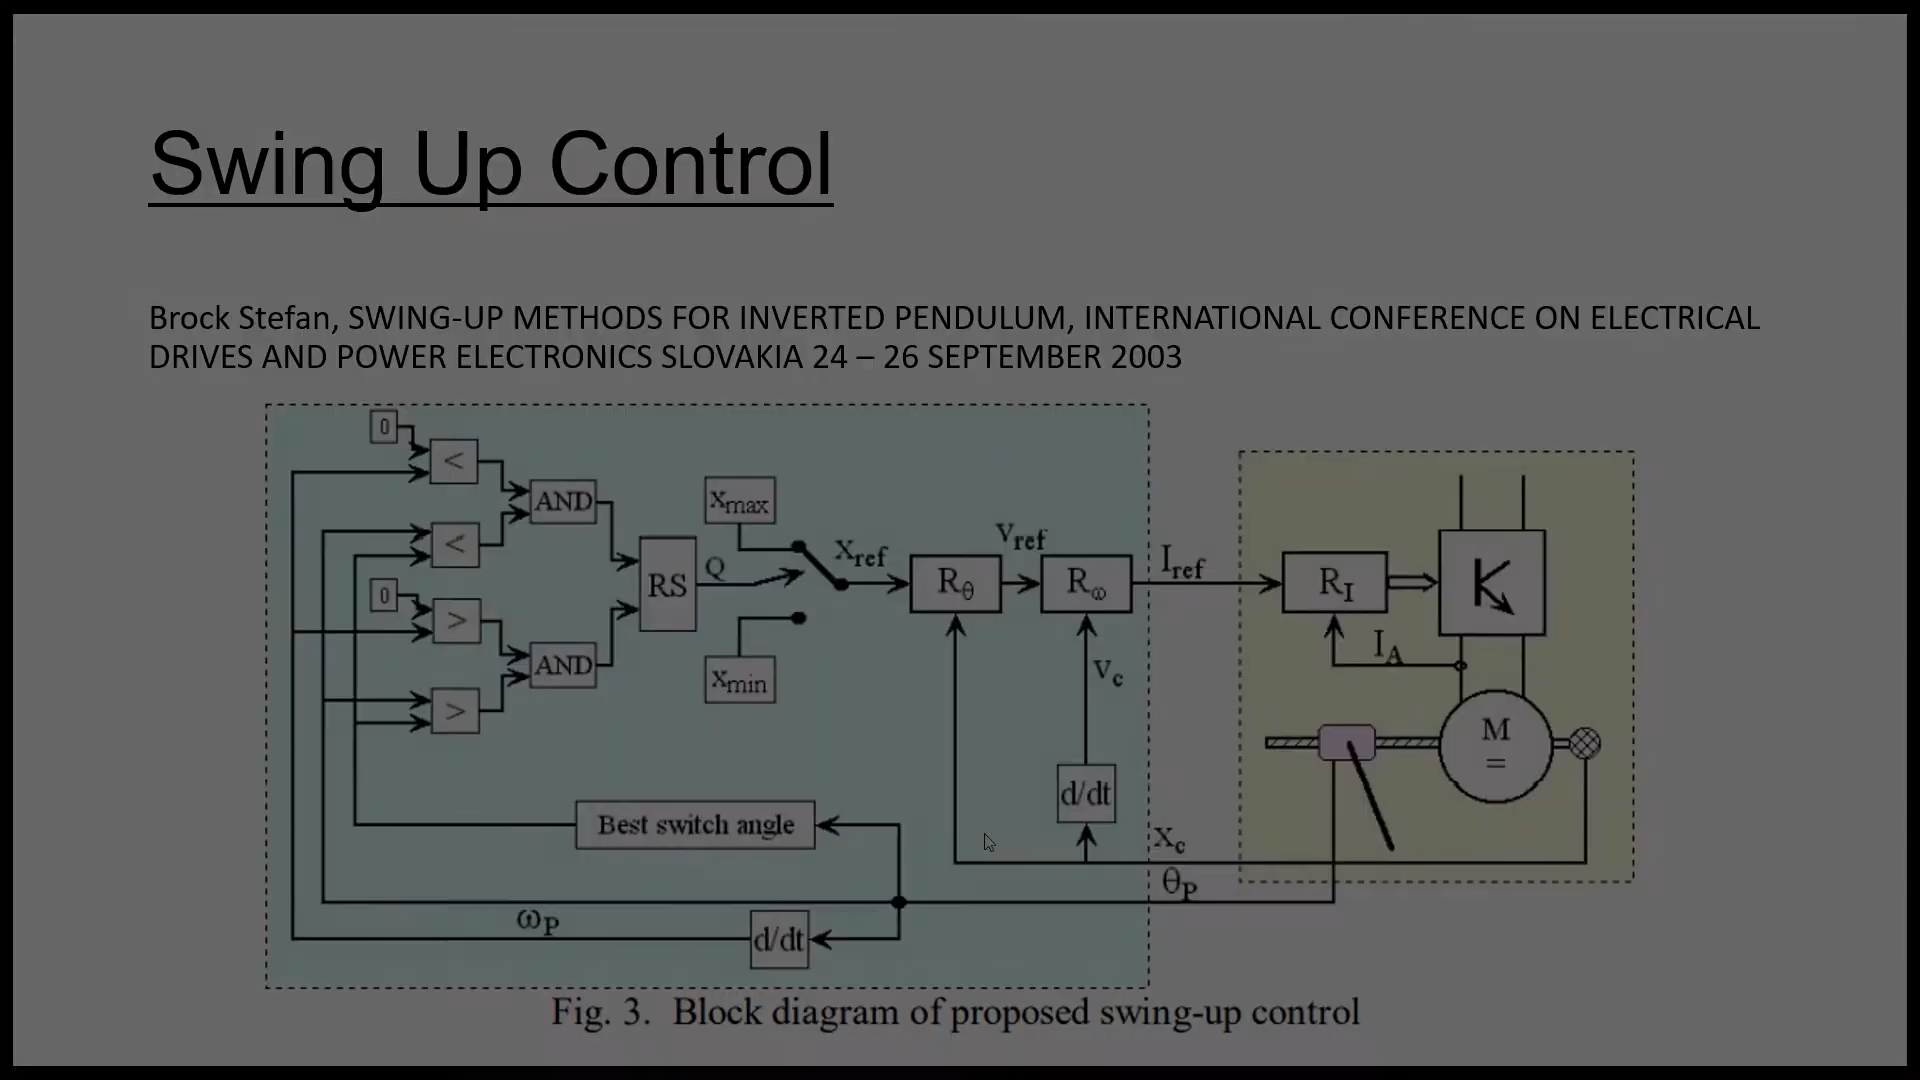 Swing Up Control
Brock Stefan, SWING-UP METHODS FOR INVERTED PENDULUM, INTERNATIONAL CONFERENCE ON ELECTRICAL
DRIVES AND POWER ELECTRONICS SLOVAKIA 24 – 26 SEPTEMBER 2003
0
<
AND
<
0
>
AND
>
RS
Q
xmax
xmin
xref
Rθ
vref
Rω
Iref
RI
K
IA
vc
M
=
d/dt
Best switch angle
xc
θP
ωP
d/dt
Fig. 3. Block diagram of proposed swing-up control